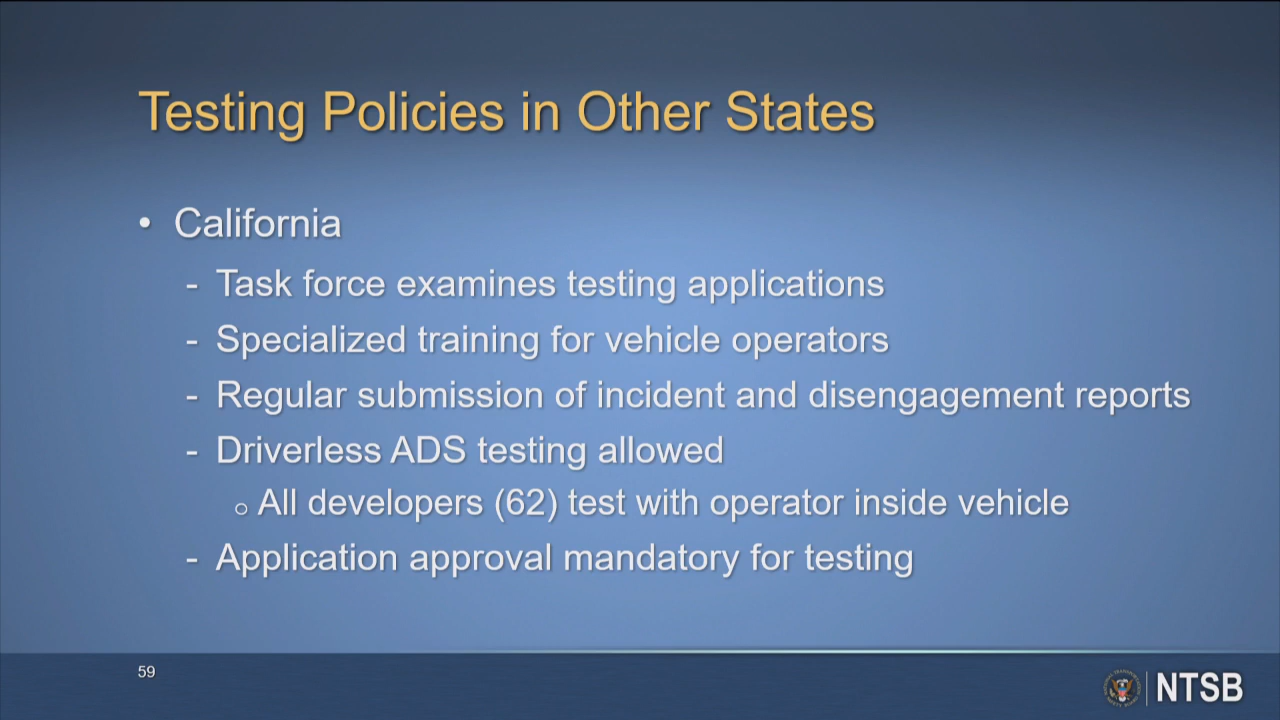 Testing Policies in Other States
• California
- Task force examines testing applications
- Specialized training for vehicle operators
- Regular submission of incident and disengagement reports
- Driverless ADS testing allowed
o All developers (62) test with operator inside vehicle
- Application approval mandatory for testing
59
NTSB